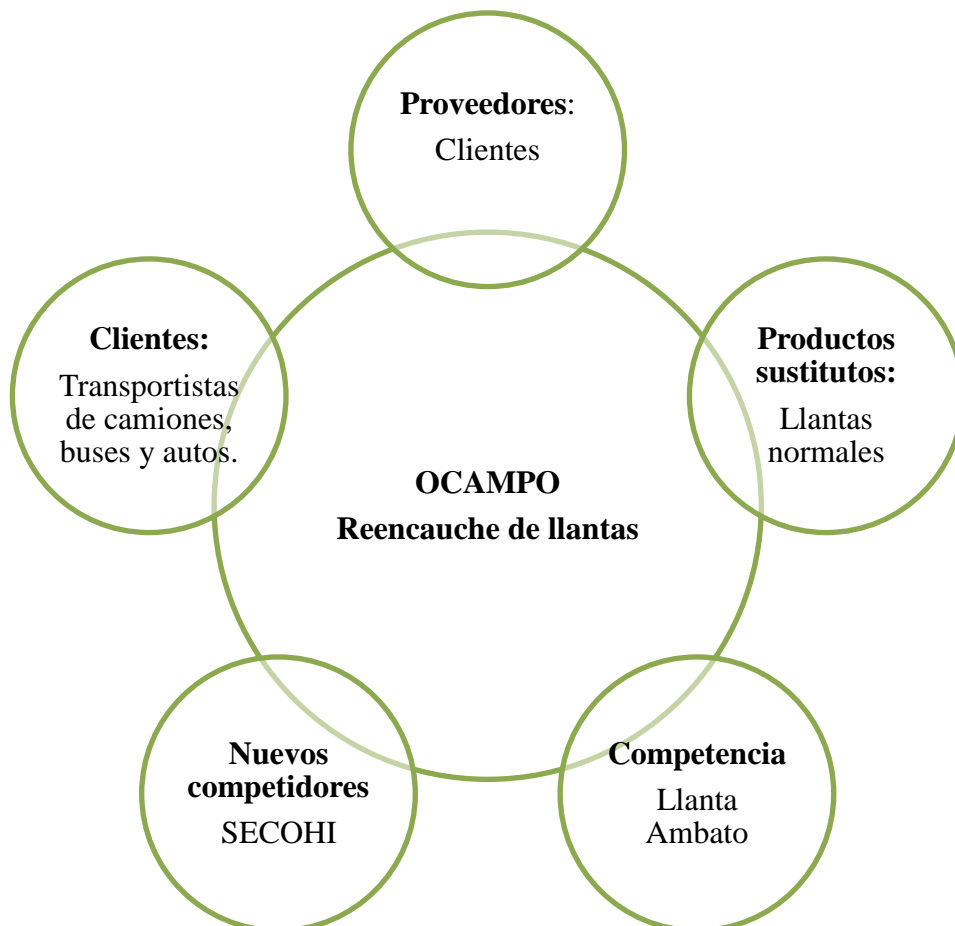 Proveedores:
Clientes
Clientes:
Transportistas
de camiones,
buses y autos.
Productos
sustitutos:
Llantas
normales
OCAMPO
Reencauche de llantas
Nuevos
competidores
SECOHI
Competencia
Llanta
Ambato